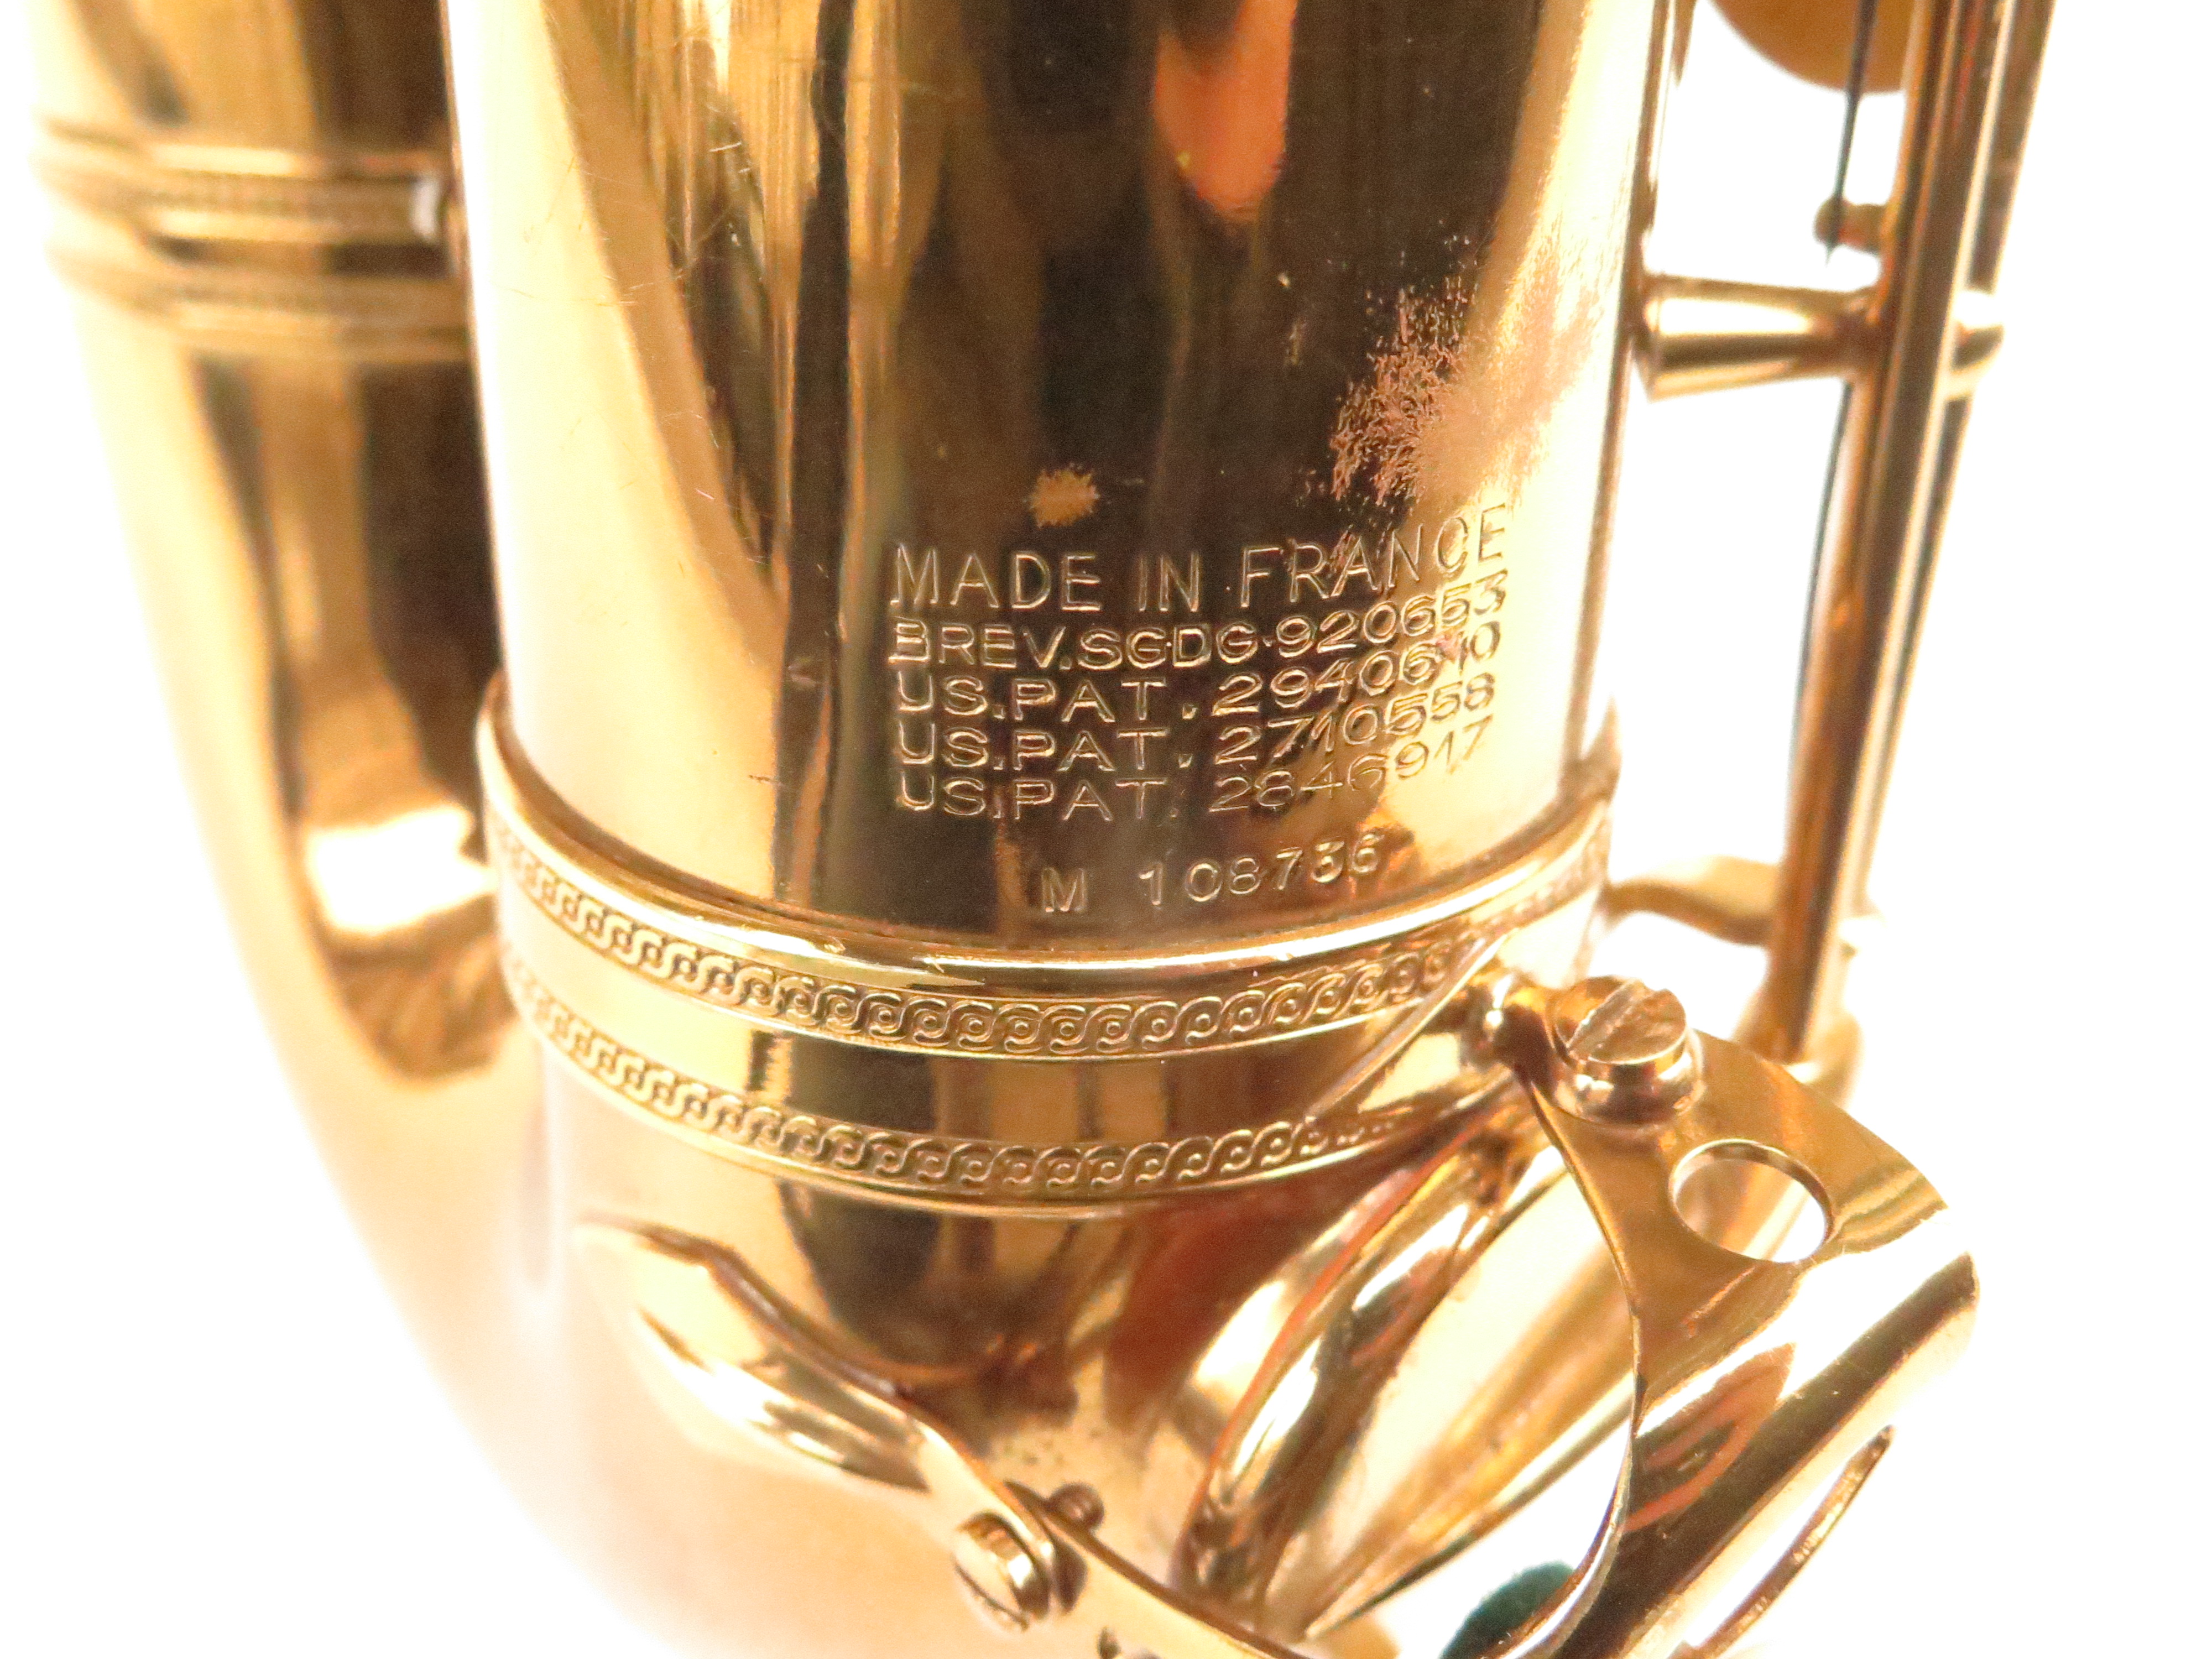 MADE IN FRANCE
BREV.SGDG.920653
US.PAT.2940610
US.PAT.2710558
US.PAT.2846917
M 108736